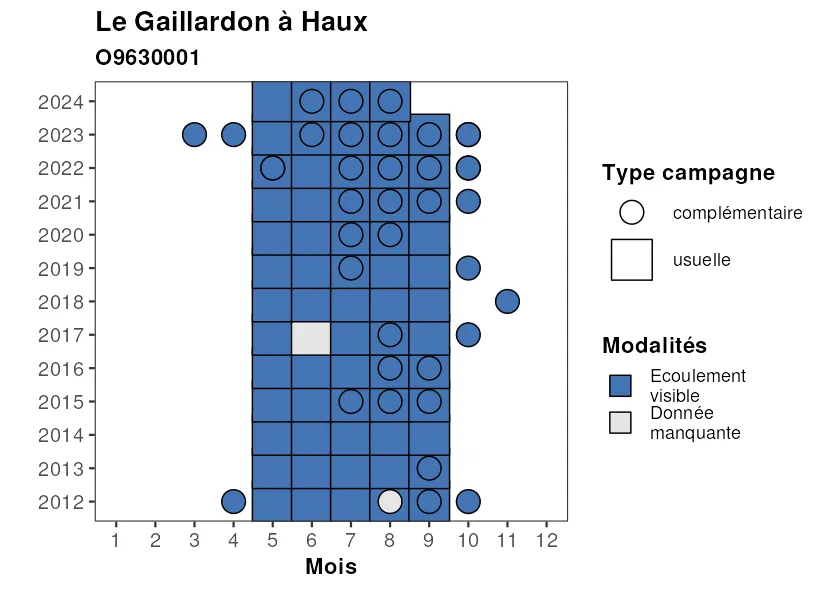 Le Gaillardon à Haux
O9630001
2024
2023
2022
2021
2020
2019
2018
2017
2016
2015
2014
2013
2012
1 2 3 4 5 6 7 8 9 10 11 12
Mois
Type campagne
complémentaire
usuelle
Modalités
Ecoulement
visible
Donnée
manquante